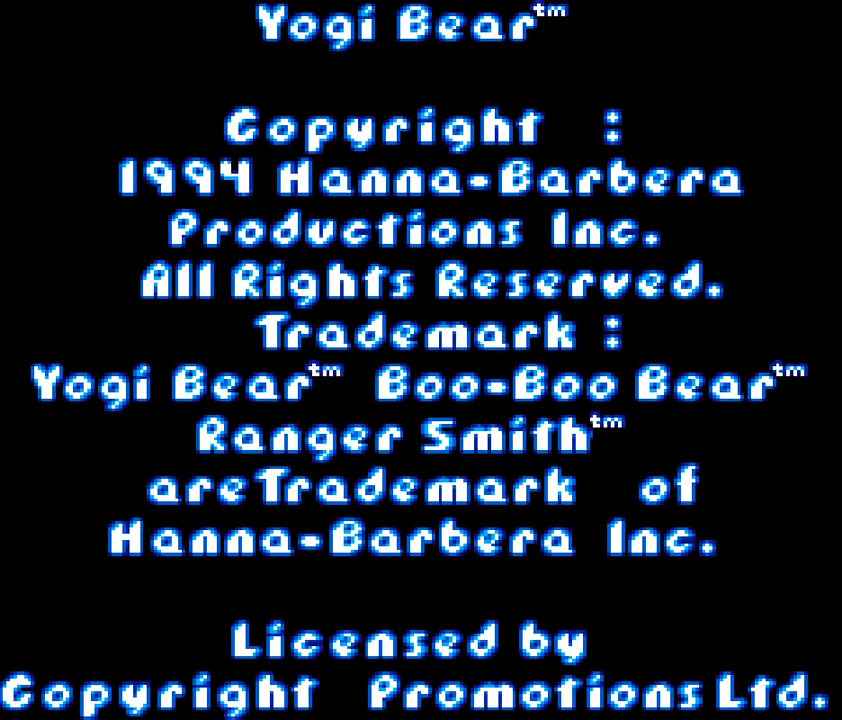 Yogi Bear™
Copyright :
1994 Hanna-Barbera
Productions Inc.
All Rights Reserved.
Trademark :
Yogi Bear™ Boo-Boo Bear™
Ranger Smith™
areTrademark of
Hanna-Barbera Inc.
Licensed by
Copyright Promotions Ltd.